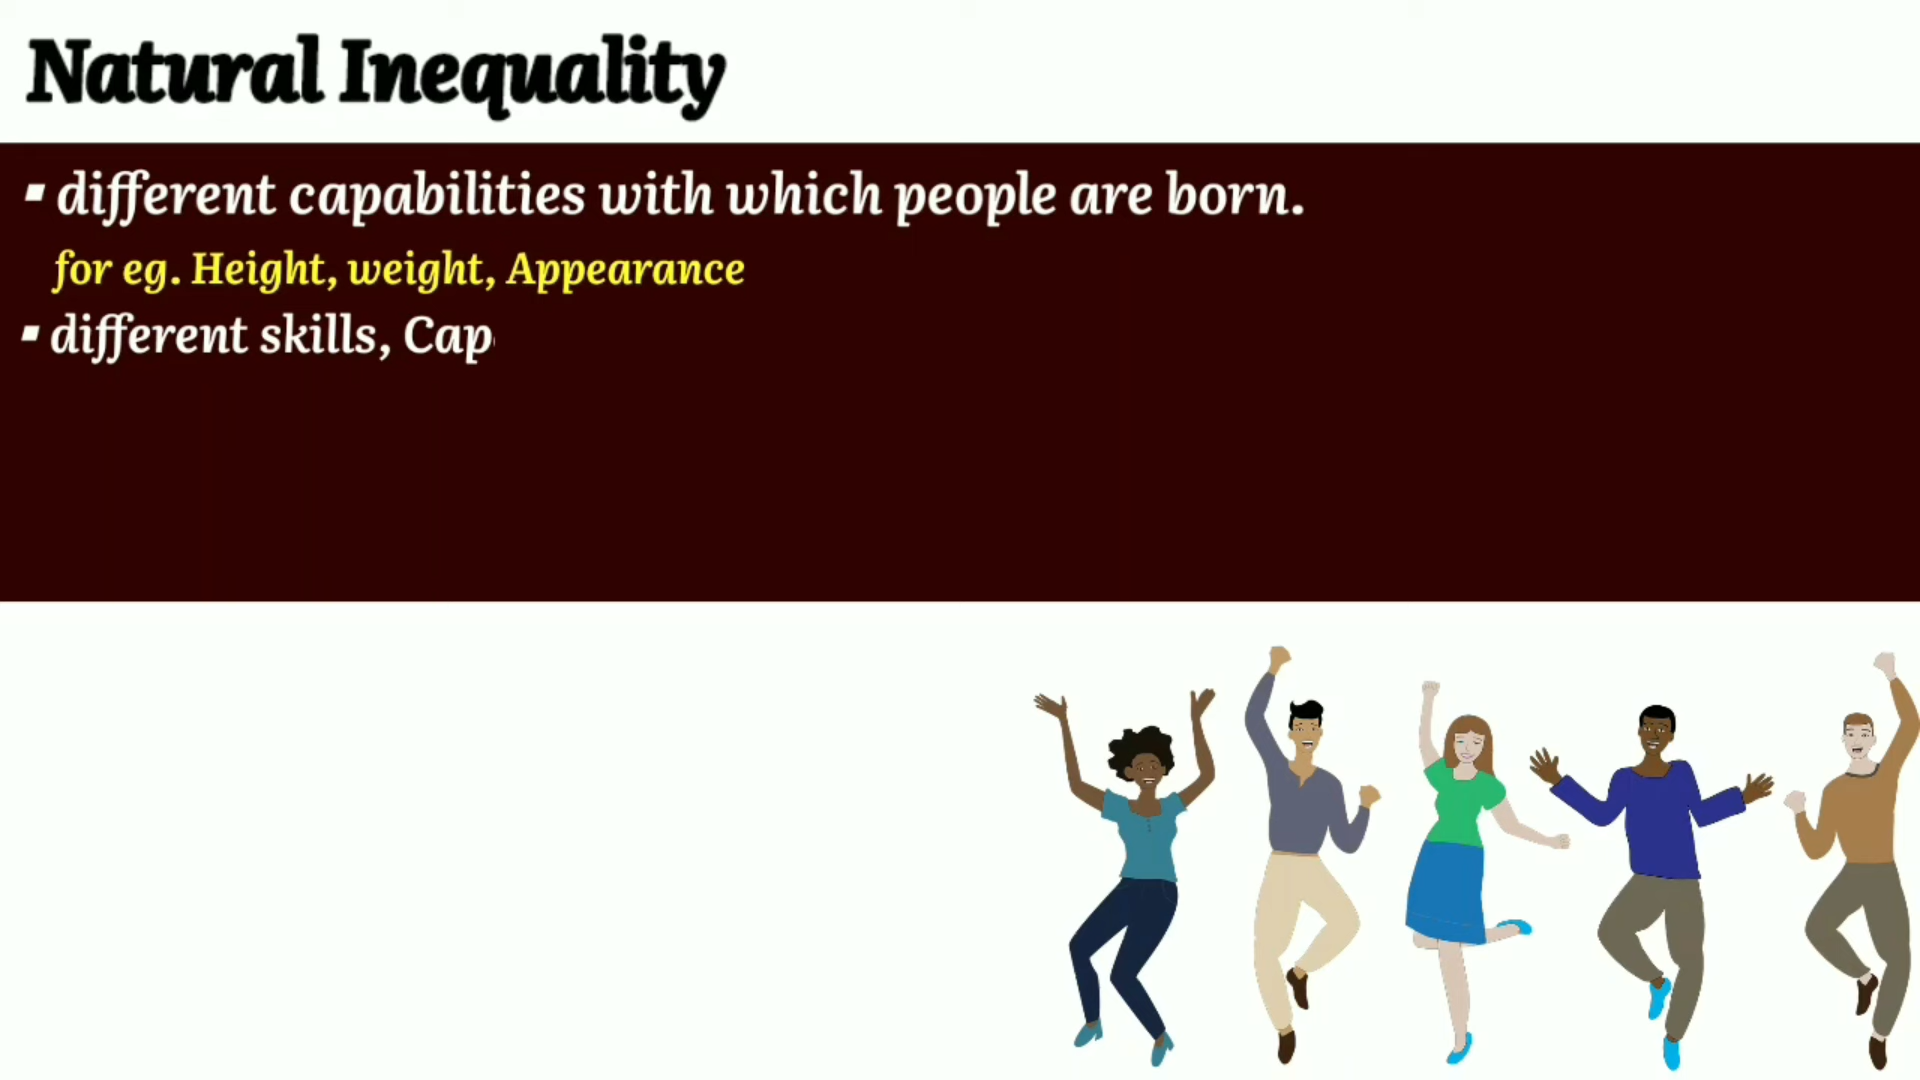 Natural Inequality
▪ different capabilities with which people are born.
for eg. Height, weight, Appearance
▪ different skills, Cap